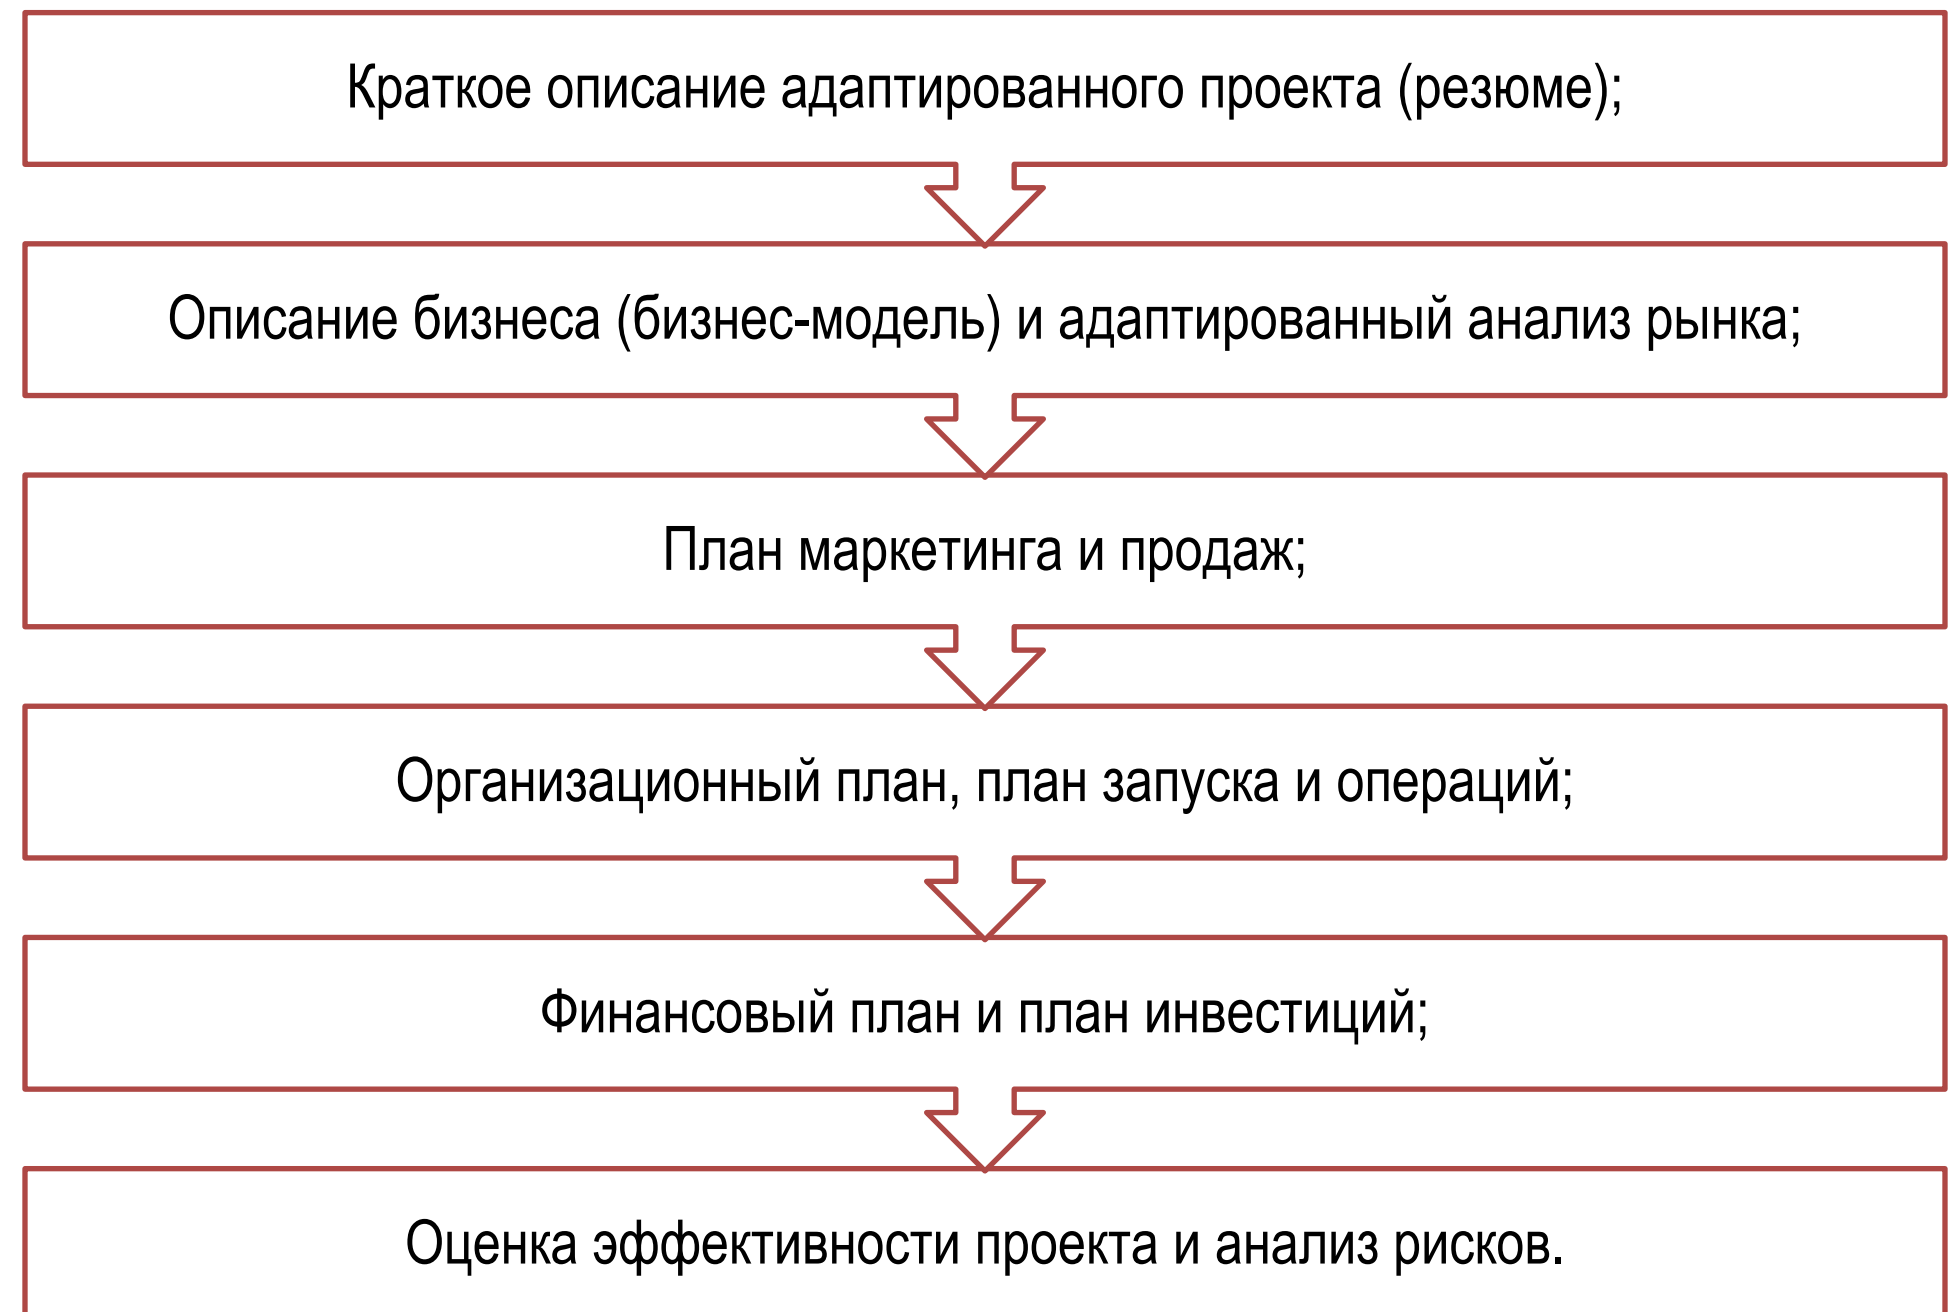 Краткое описание адаптированного проекта (резюме);
Описание бизнеса (бизнес-модель) и адаптированный анализ рынка;
План маркетинга и продаж;
Организационный план, план запуска и операций;
Финансовый план и план инвестиций;
Оценка эффективности проекта и анализ рисков.